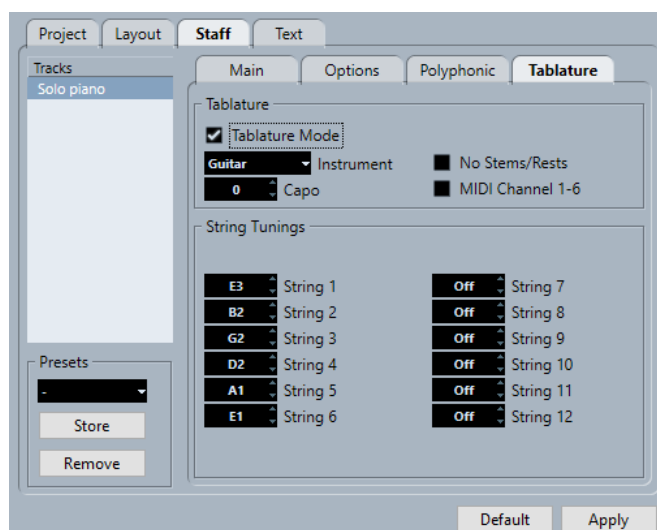 Project Layout Staff Text
Tracks
Solo piano
Main Options Polyphonic Tablature
Tablature
Tablature Mode
Guitar Instrument No Stems/Rests
0 Capo MIDI Channel 1-6
String Tunings
E3 String 1 Off String 7
B2 String 2 Off String 8
G2 String 3 Off String 9
D2 String 4 Off String 10
A1 String 5 Off String 11
E1 String 6 Off String 12
Presets
-
Store
Remove
Default Apply